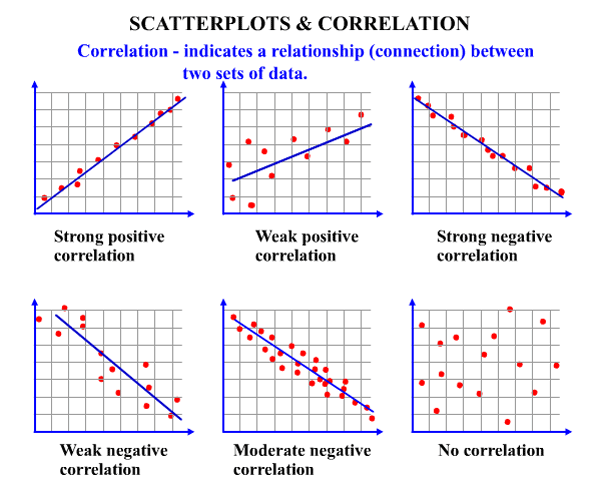 SCATTERPLOTS & CORRELATION
Correlation - indicates a relationship (connection) between
two sets of data.
Strong positive
correlation
Weak positive
correlation
Strong negative
correlation
Weak negative
correlation
Moderate negative
correlation
No correlation